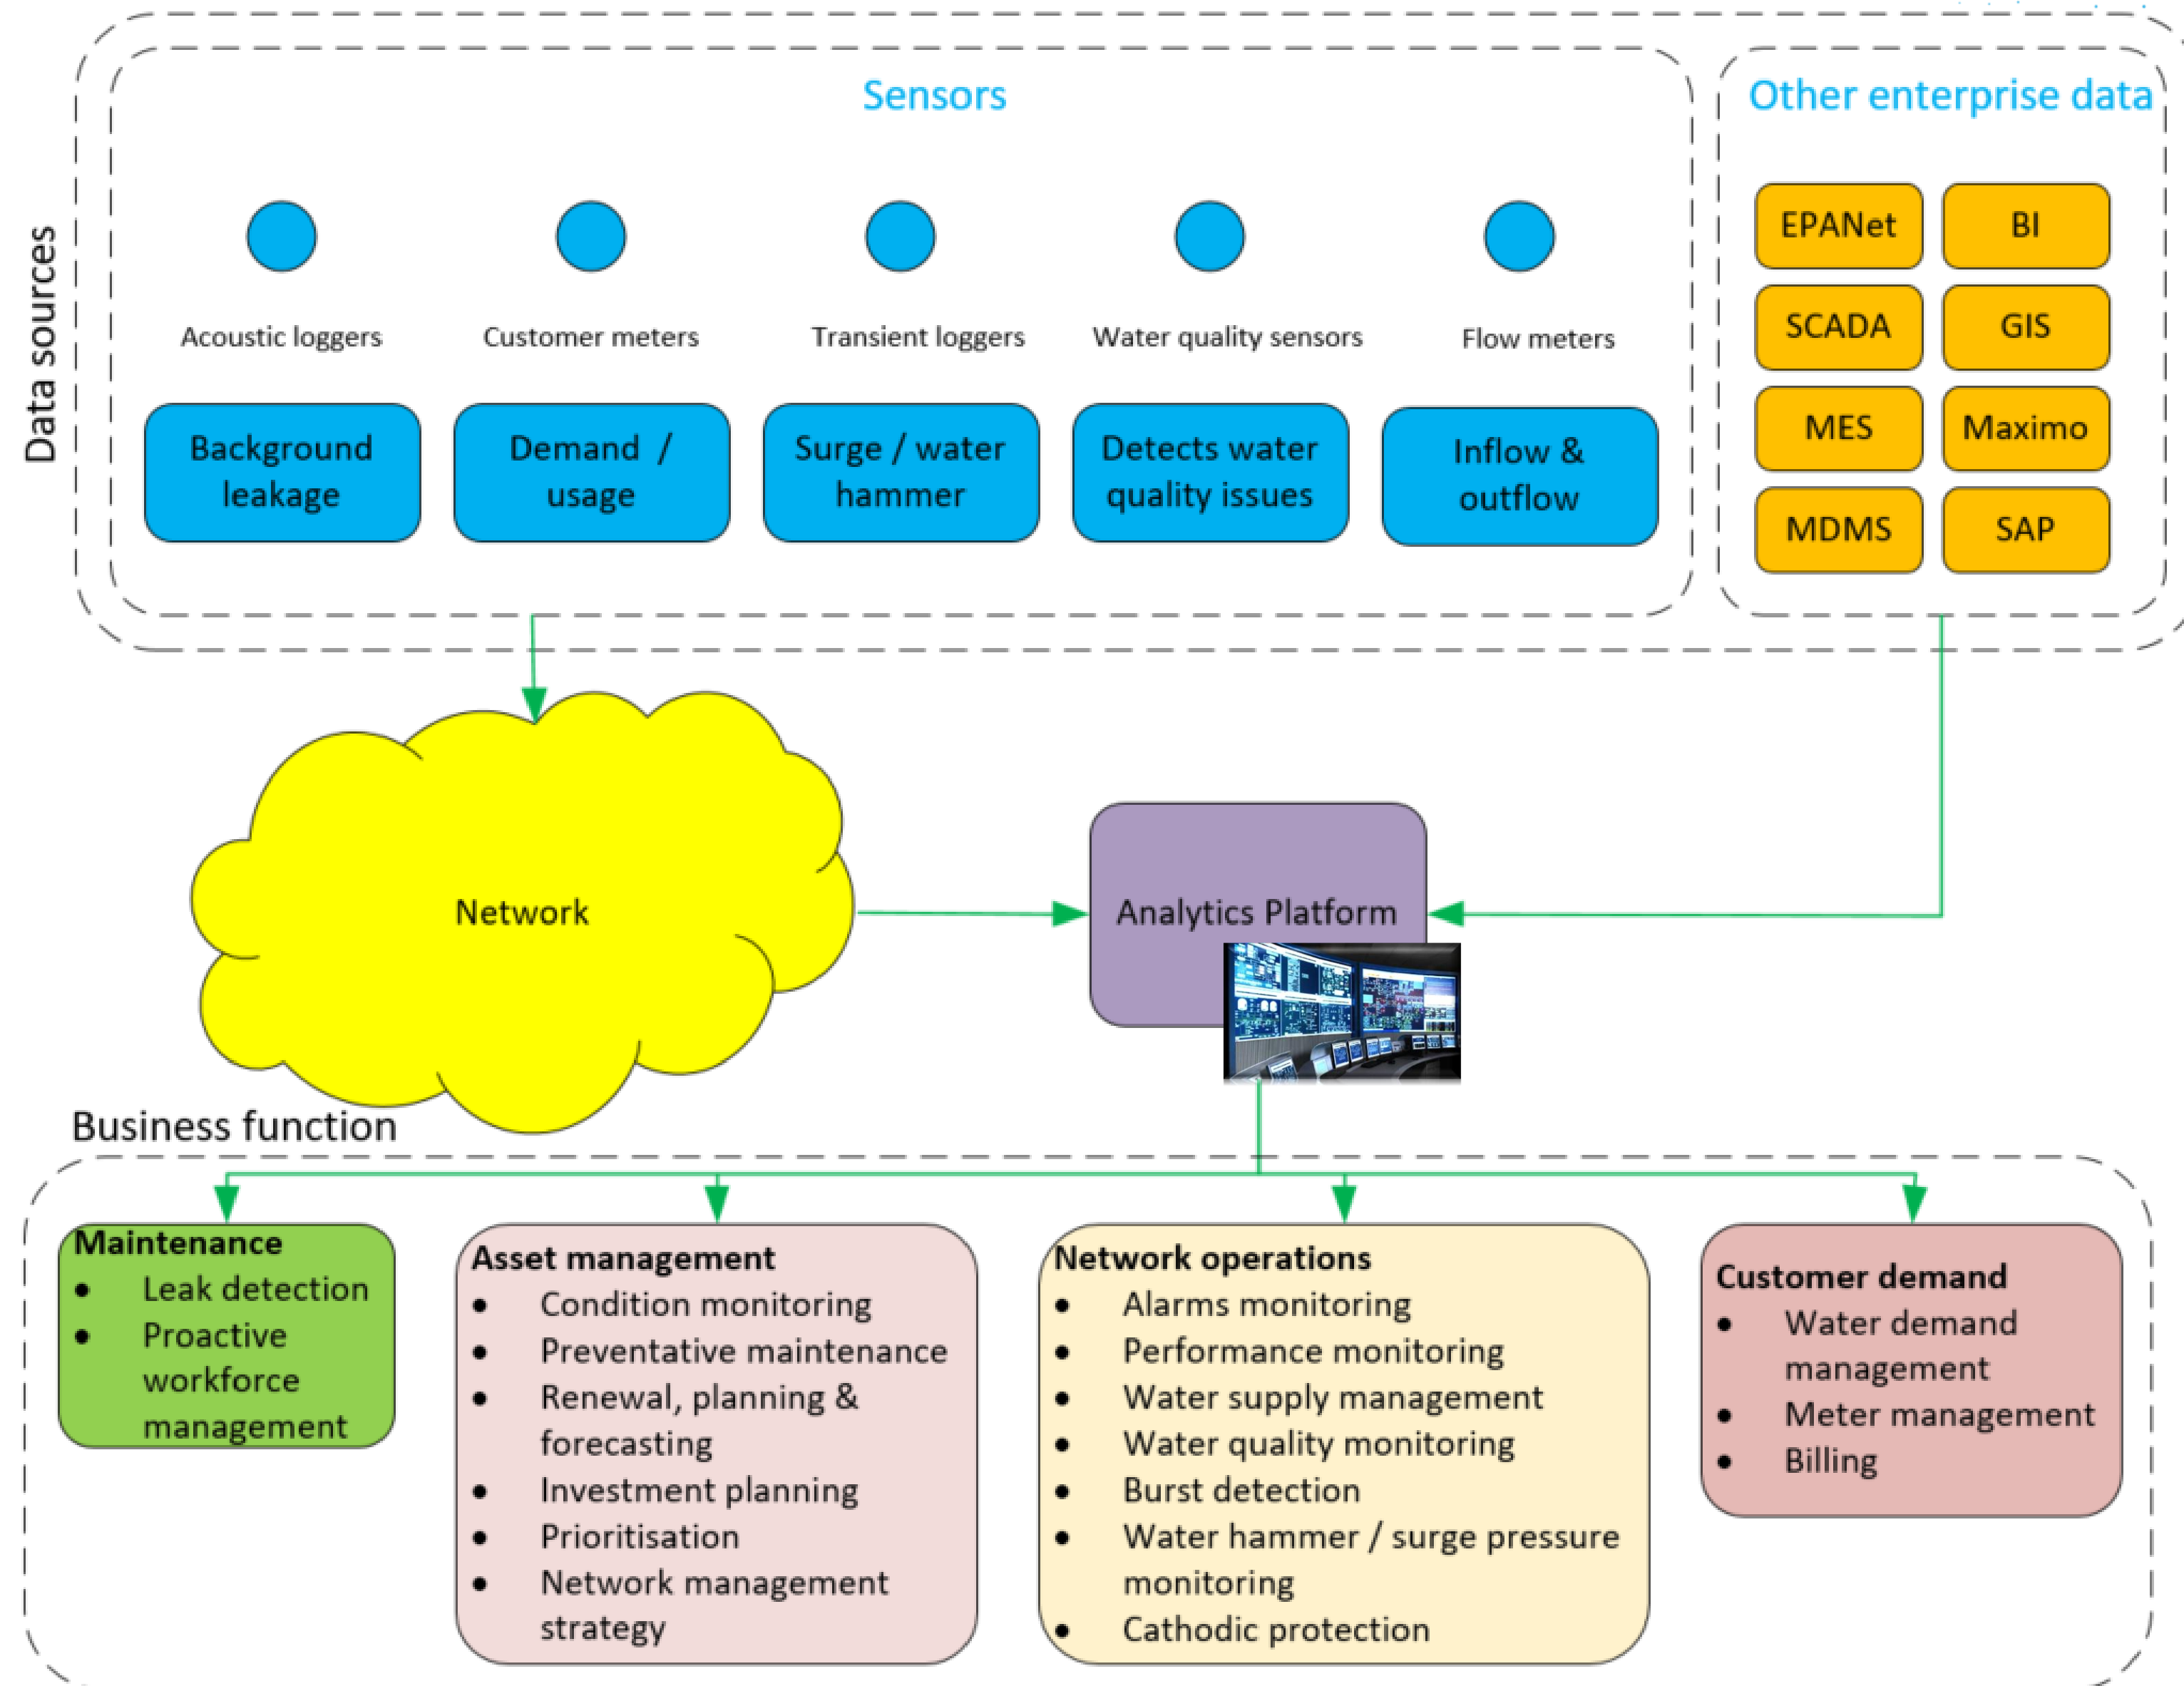 Sensors
Other enterprise data
Data sources
Acoustic loggers
Customer meters
Transient loggers
Water quality sensors
Flow meters
Background
leakage
Demand /
usage
Surge / water
hammer
Detects water
quality issues
Inflow &
outflow
EPANet
BI
SCADA
GIS
MES
Maximo
MDMS
SAP
Network
Analytics Platform
Business function
Maintenance
• Leak detection
• Proactive
workforce
management
Asset management
• Condition monitoring
• Preventative maintenance
• Renewal, planning &
forecasting
• Investment planning
• Prioritisation
• Network management
strategy
Network operations
• Alarms monitoring
• Performance monitoring
• Water supply management
• Water quality monitoring
• Burst detection
• Water hammer / surge pressure
monitoring
• Cathodic protection
Customer demand
• Water demand
management
• Meter management
• Billing